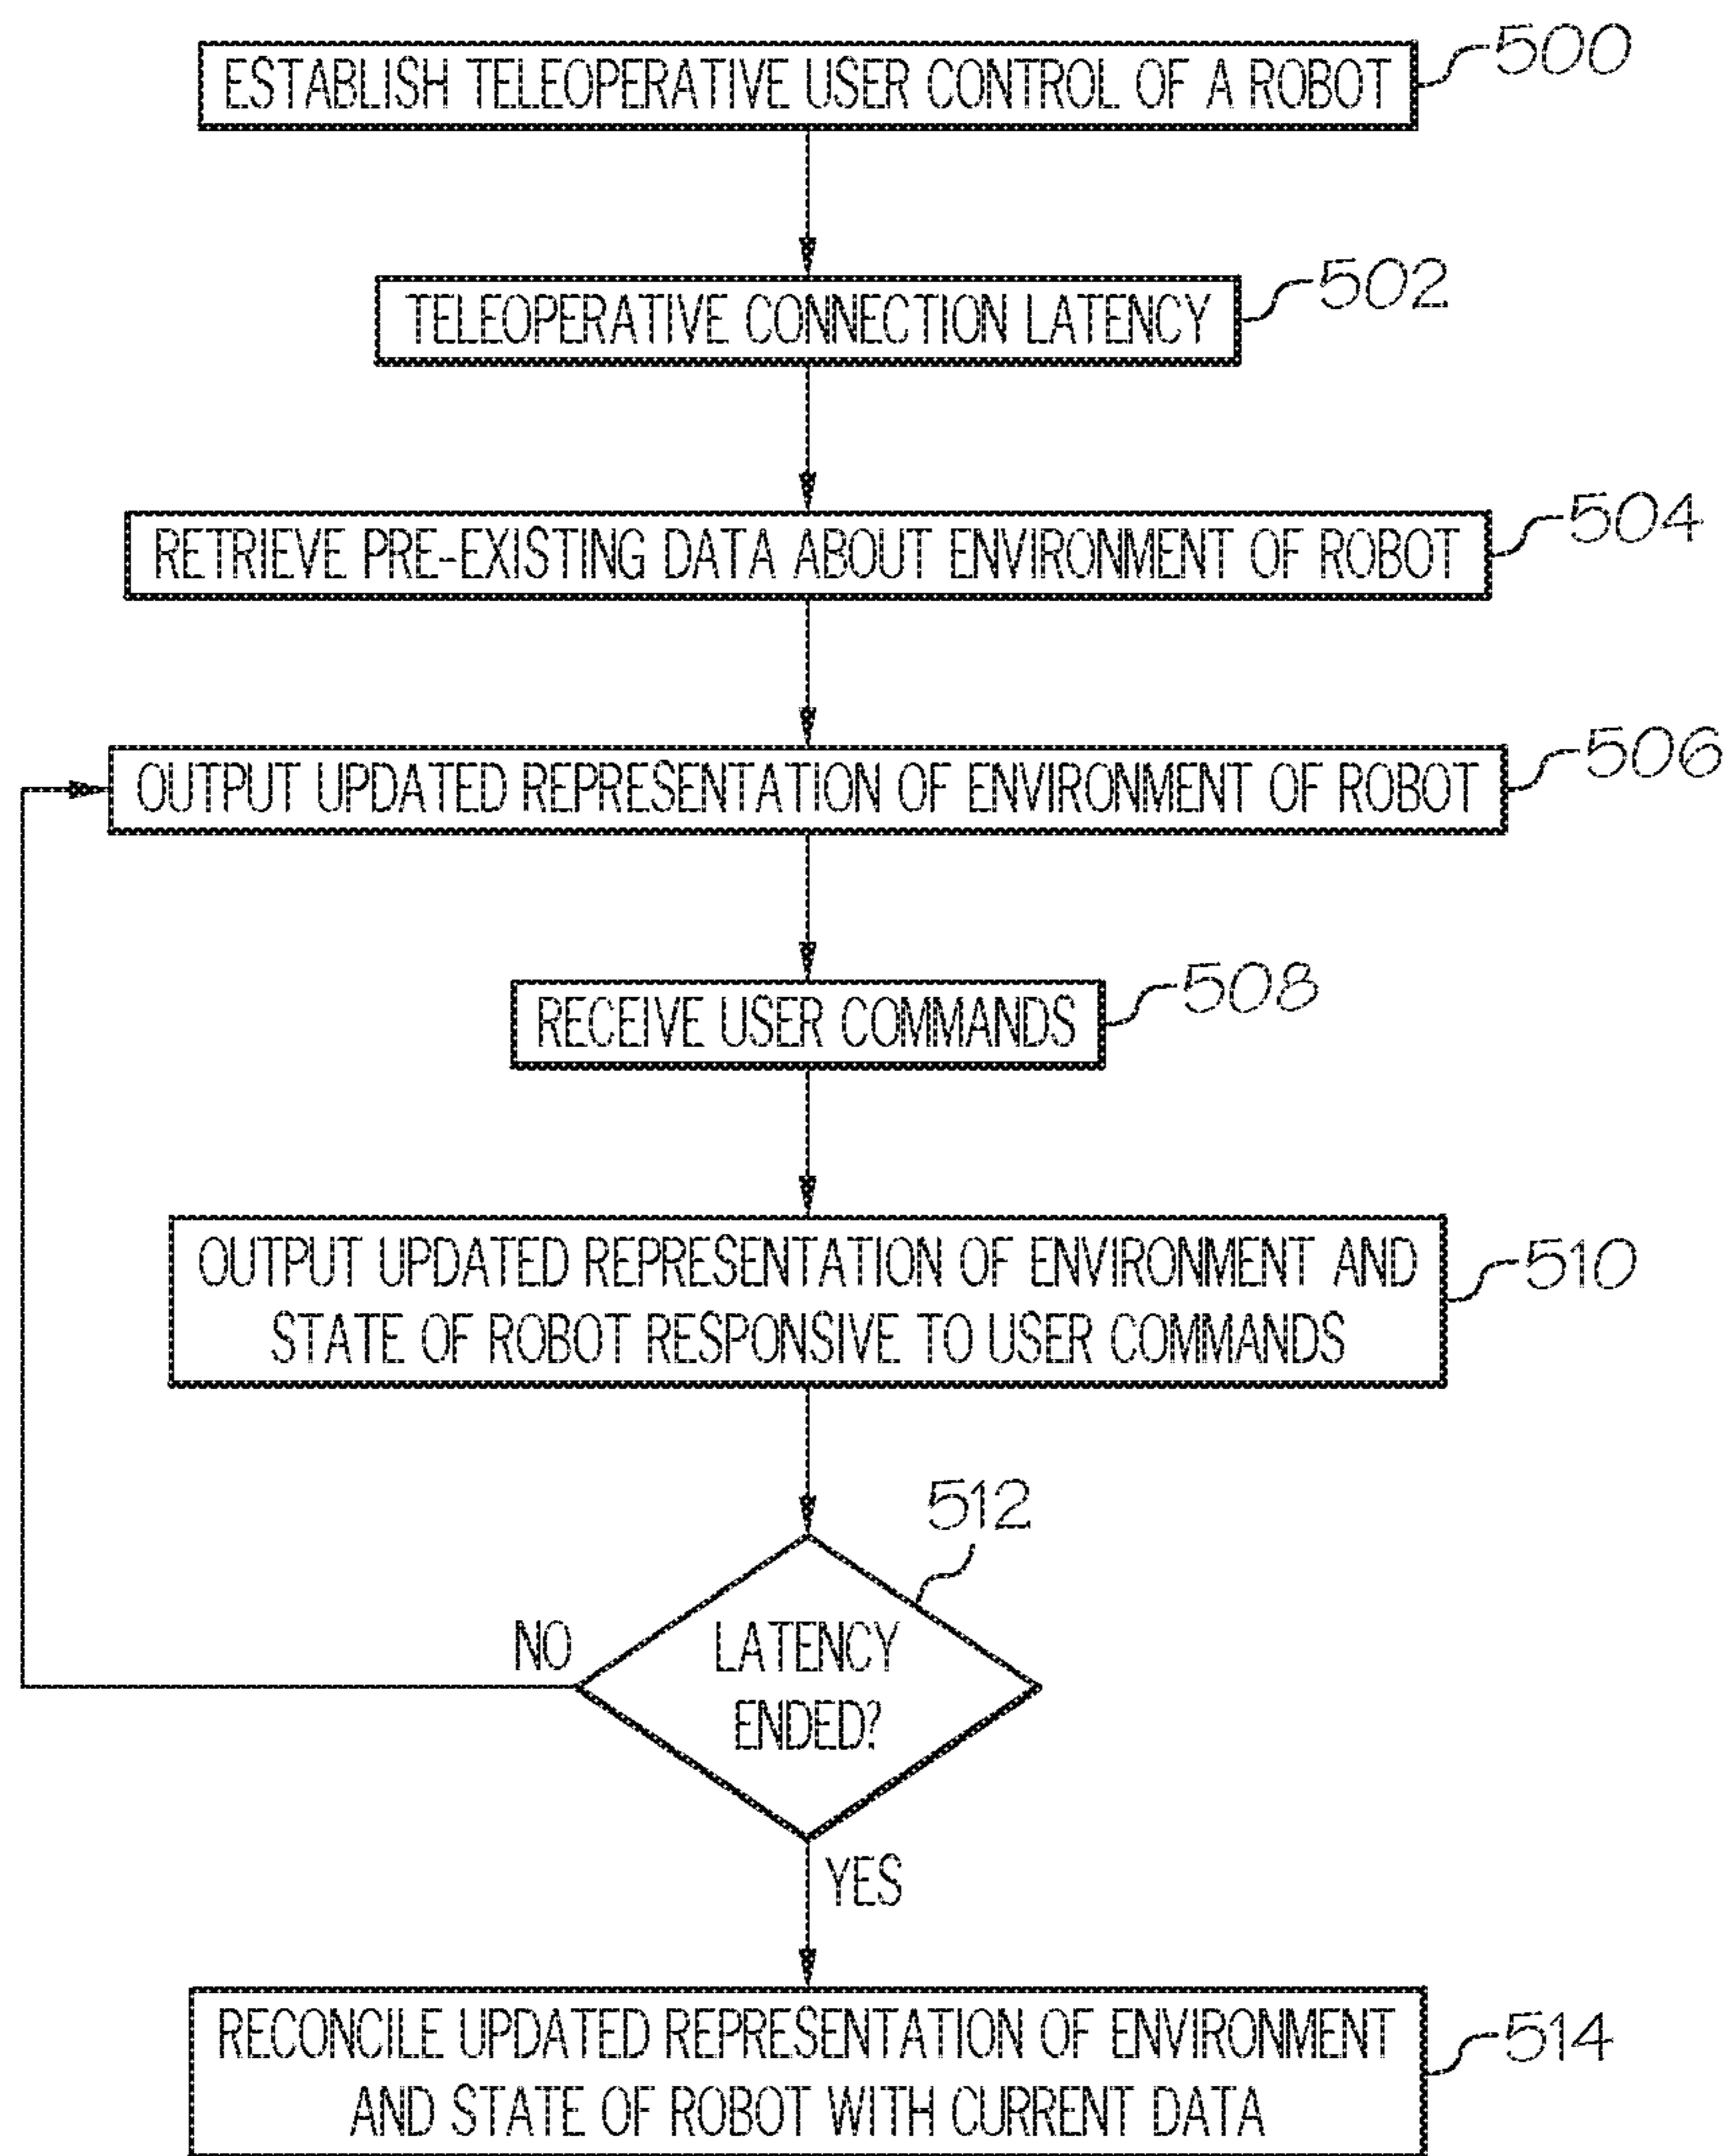 ESTABLISH TELEOPERATIVE USER CONTROL OF A ROBOT
500
TELEOPERATIVE CONNECTION LATENCY
502
RETRIEVE PRE-EXISTING DATA ABOUT ENVIRONMENT OF ROBOT
504
OUTPUT UPDATED REPRESENTATION OF ENVIRONMENT OF ROBOT
506
RECEIVE USER COMMANDS
508
OUTPUT UPDATED REPRESENTATION OF ENVIRONMENT AND
STATE OF ROBOT RESPONSIVE TO USER COMMANDS
510
512
LATENCY
ENDED?
NO
YES
RECONCILE UPDATED REPRESENTATION OF ENVIRONMENT
AND STATE OF ROBOT WITH CURRENT DATA
514